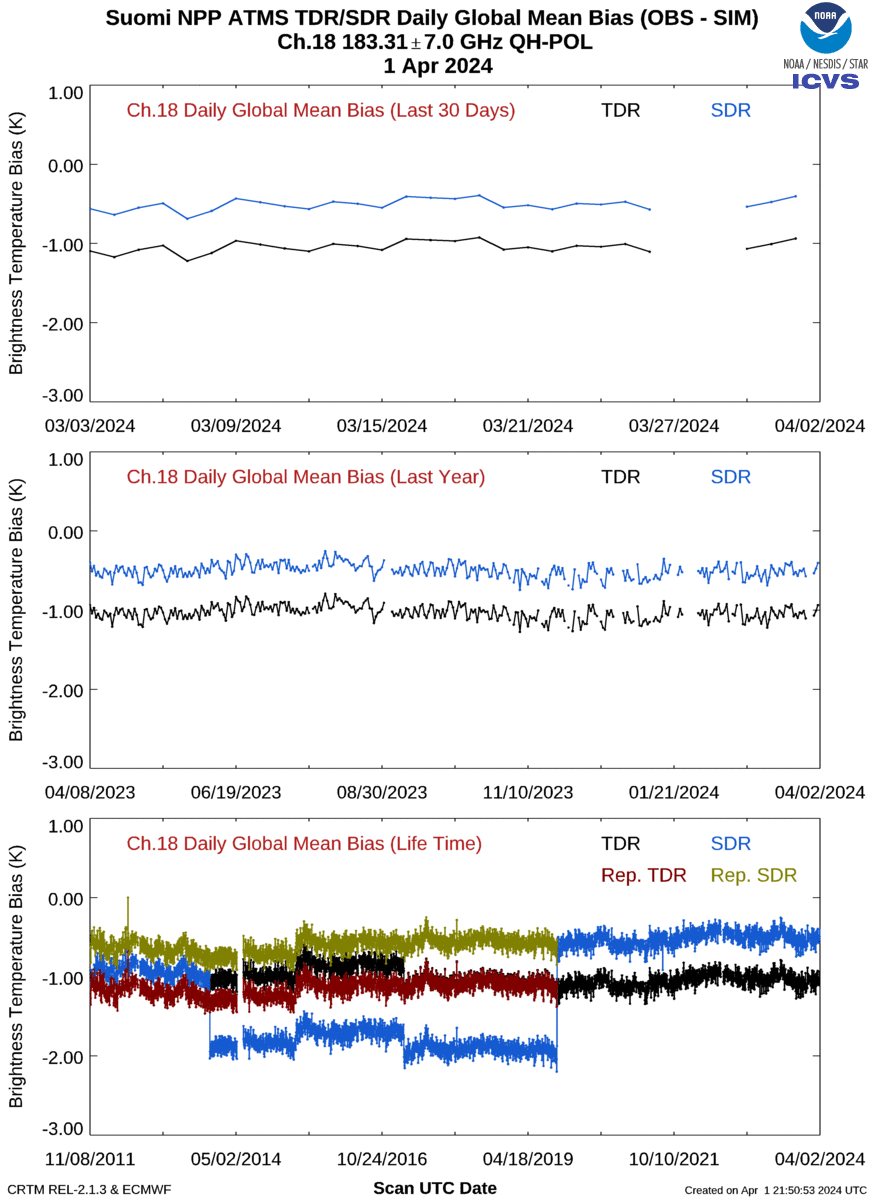 Suomi NPP ATMS TDR/SDR Daily Global Mean Bias (OBS - SIM)
Ch.18 183.31±7.0 GHz QH-POL
1 Apr 2024
NOAA
NOAA / NESDIS / STAR
ICVS
Ch.18 Daily Global Mean Bias (Last 30 Days) TDR SDR
Brightness Temperature Bias (K)
1.00
0.00
-1.00
-2.00
-3.00
03/03/2024 03/09/2024 03/15/2024 03/21/2024 03/27/2024 04/02/2024
Ch.18 Daily Global Mean Bias (Last Year) TDR SDR
Brightness Temperature Bias (K)
1.00
0.00
-1.00
-2.00
-3.00
04/08/2023 06/19/2023 08/30/2023 11/10/2023 01/21/2024 04/02/2024
Ch.18 Daily Global Mean Bias (Life Time) TDR SDR
Rep. TDR Rep. SDR
Brightness Temperature Bias (K)
1.00
0.00
-1.00
-2.00
-3.00
11/08/2011 05/02/2014 10/24/2016 04/18/2019 10/10/2021 04/02/2024
CRTM REL-2.1.3 & ECMWF Scan UTC Date Created on Apr 1 21:50:53 2024 UTC